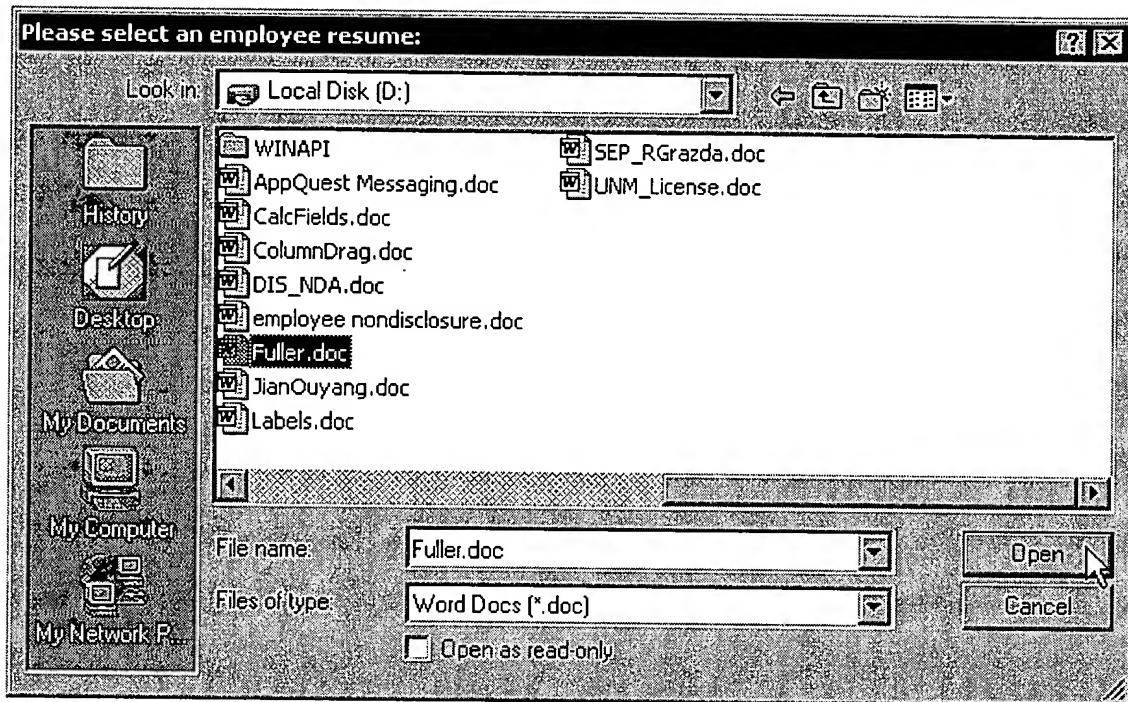 Please select an employee resume:
Look in: Local Disk (D:)
History
Desktop
My Documents
My Computer
My Network P...
WINAPI
AppQuest Messaging.doc
CalcFields.doc
ColumnDrag.doc
DIS_NDA.doc
employee nondisclosure.doc
Fuller.doc
JianOuyang.doc
Labels.doc
SEP_RGrazda.doc
UNM_License.doc
File name: Fuller.doc Open
Files of type: Word Docs (*.doc) Cancel
Open as read-only